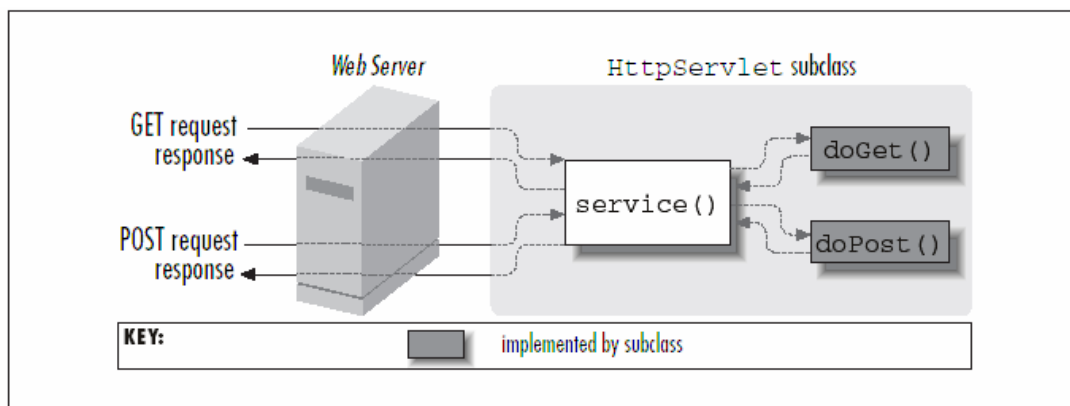 Web Server
HttpServlet subclass
GET request
response
POST request
response
service()
doGet()
doPost()
KEY:
implemented by subclass